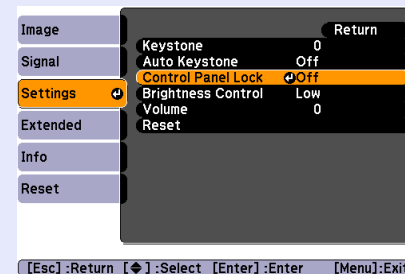 Image
Signal
Settings
Extended
Info
Reset
Return
Keystone 0
Auto Keystone Off
Control Panel Lock Off
Brightness Control Low
Volume 0
Reset
[Esc] :Return [◆] :Select [Enter] :Enter [Menu]:Exit